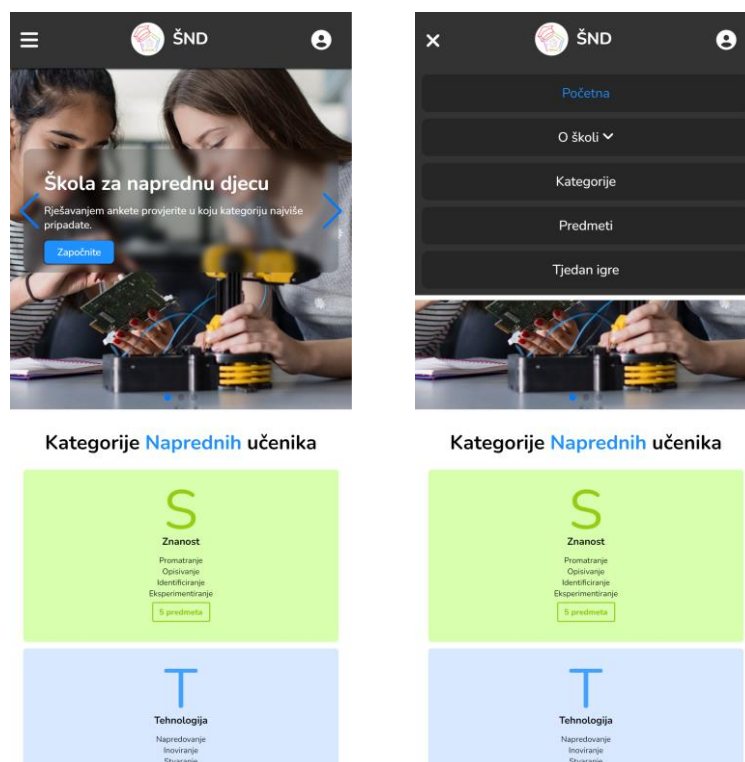 ŠND
Škola za naprednu djecu
Rješavanjem ankete provjerite u koju kategoriju najviše
pripadate.
Započnite
Kategorije Naprednih učenika
S
Znanost
Promatranje
Opisivanje
Identificiranje
Eksperimentiranje
5 predmeta
T
Tehnologija
Napredovanje
Inoviranje
Stvaranje
ŠND
Početna
O školi
Kategorije
Predmeti
Tjedan igre
Kategorije Naprednih učenika
S
Znanost
Promatranje
Opisivanje
Identificiranje
Eksperimentiranje
5 predmeta
T
Tehnologija
Napredovanje
Inoviranje
Stvaranje